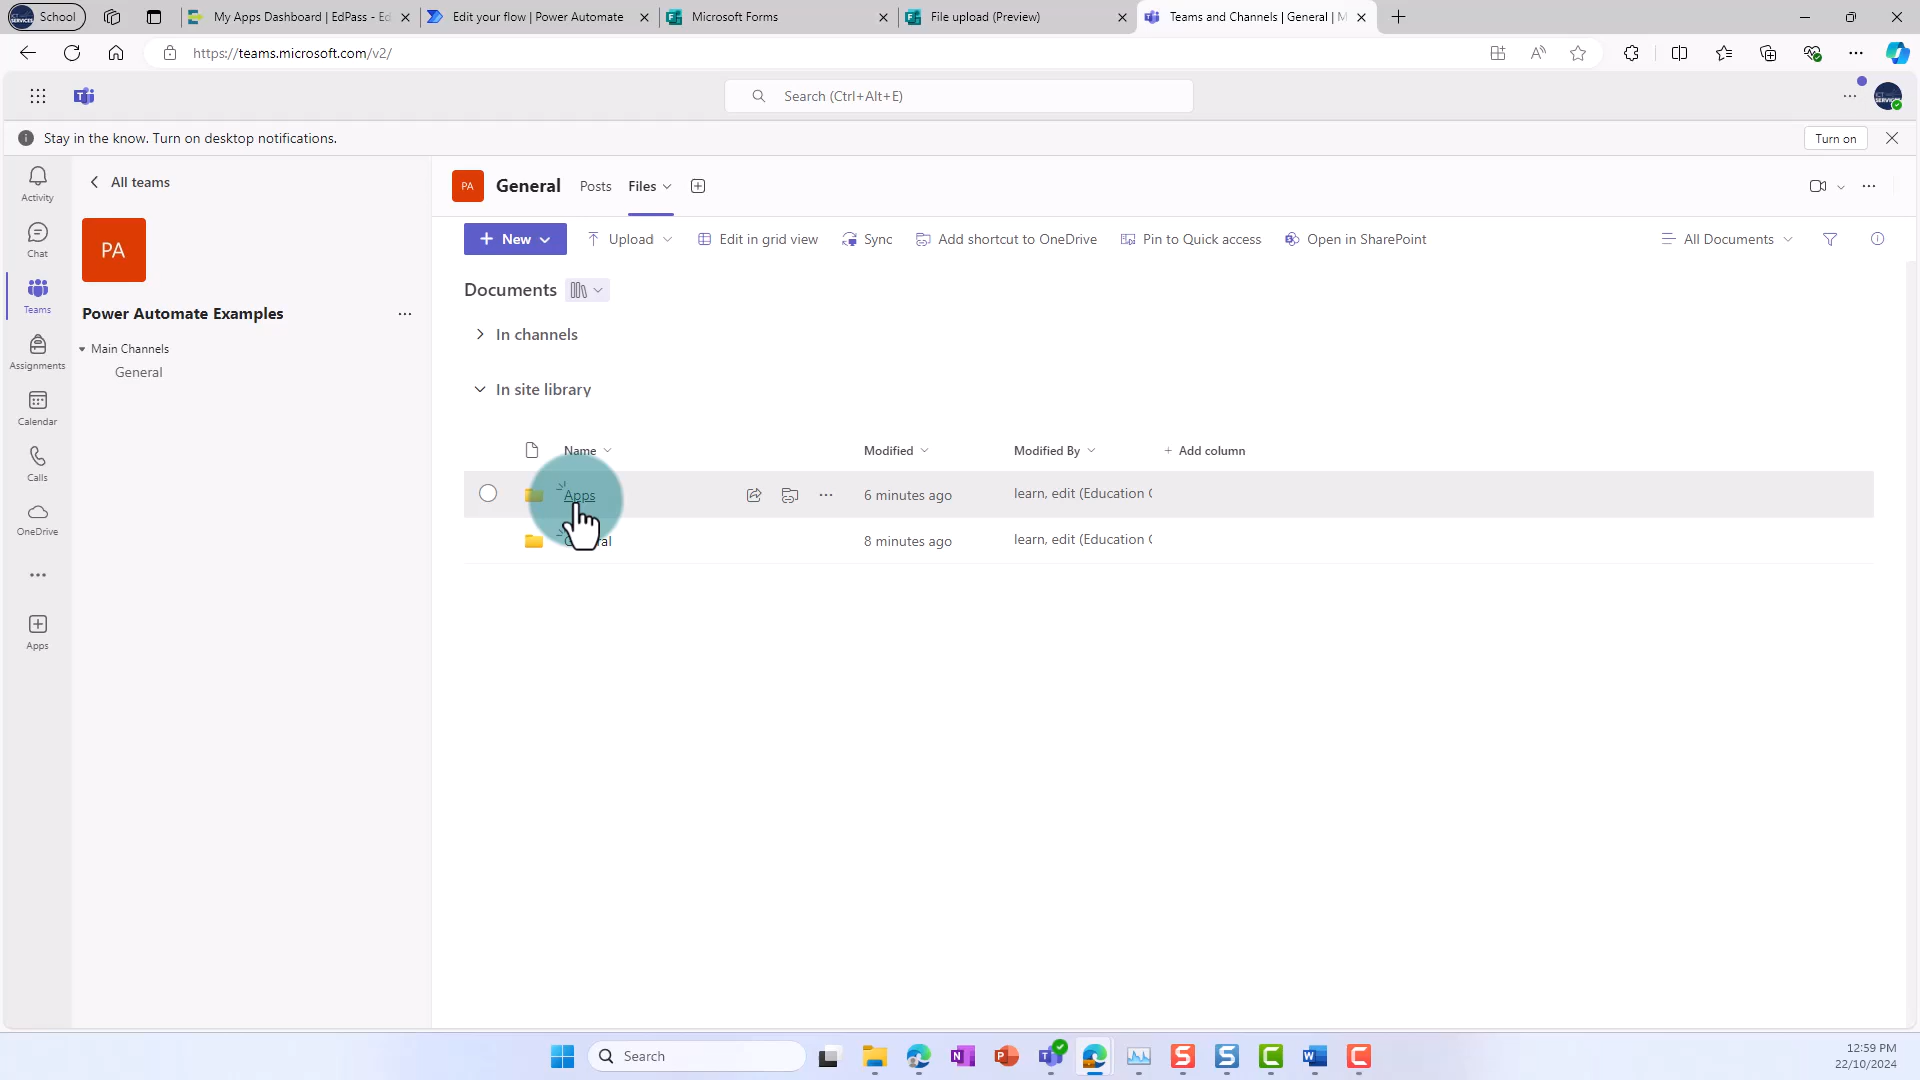 School
My Apps Dashboard | EdPass - Ed
Edit your flow | Power Automate
Microsoft Forms
File upload (Preview)
Teams and Channels | General | M
https://teams.microsoft.com/v2/
Search (Ctrl+Alt+E)
Stay in the know. Turn on desktop notifications.
Turn on
Activity
Chat
Teams
Assignments
Calendar
Calls
OneDrive
Apps
All teams
PA
Power Automate Examples
Main Channels
General
PA
General
Posts
Files
New
Upload
Edit in grid view
Sync
Add shortcut to OneDrive
Pin to Quick access
Open in SharePoint
All Documents
Documents
In channels
In site library
Name
Modified
Modified By
+ Add column
Apps
6 minutes ago
learn, edit (Education
8 minutes ago
learn, edit (Education
Search
12:59 PM
22/10/2024